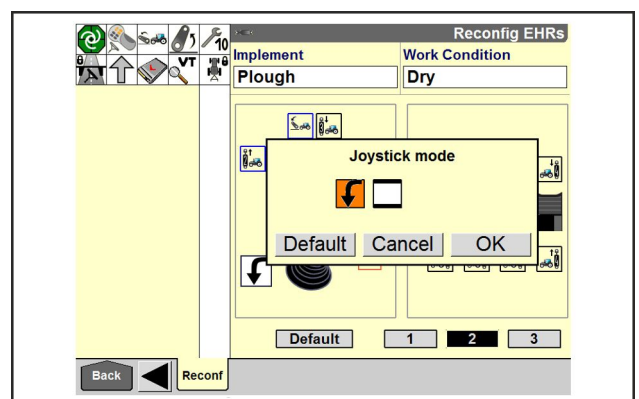 Reconfig EHRs
10
VT
L
Implement
Work Condition
Plough
Dry
Joystick mode
Default Cancel OK
Default 1 2 3
Back Reconf